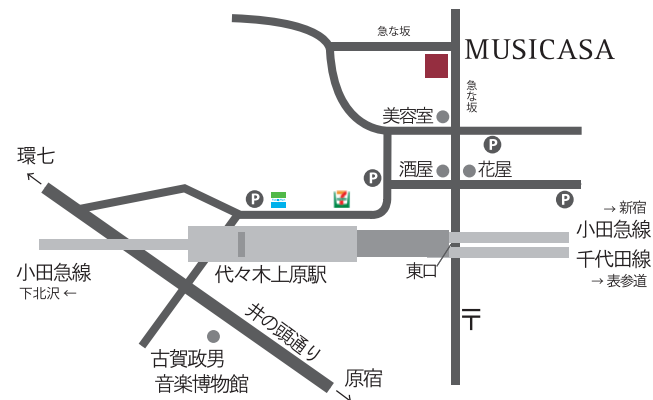 急な坂
MUSICASA
急な坂
美容室
P
環七
酒屋
花屋
P
P
P
→ 新宿
小田急線
千代田線
→ 表参道
小田急線
下北沢 ←
代々木上原駅
東口
〒
井の頭通り
古賀政男
音楽博物館
原宿